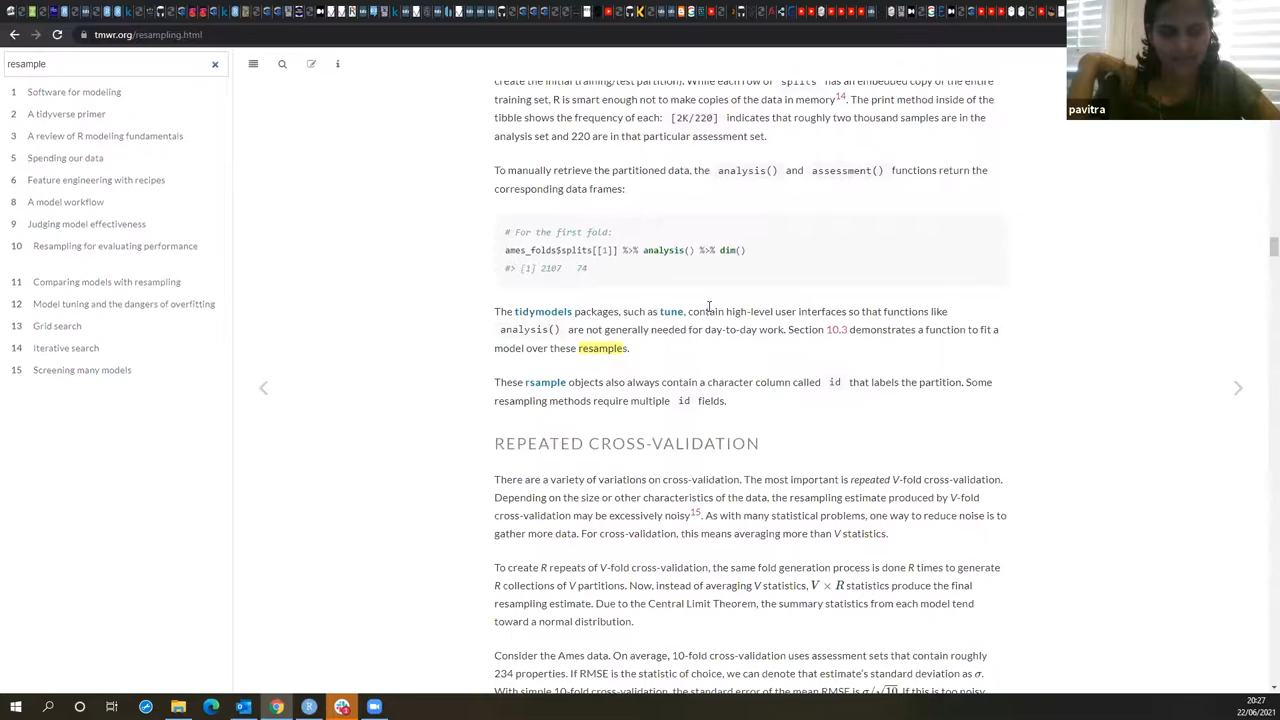 tmwr.org/resampling.html
pavitra
resample
1 Software for modeling
2 A tidyverse primer
3 A review of R modeling fundamentals
5 Spending our data
6 Feature engineering with recipes
8 A model workflow
9 Judging model effectiveness
10 Resampling for evaluating performance
11 Comparing models with resampling
12 Model tuning and the dangers of overfitting
13 Grid search
14 Iterative search
15 Screening many models
create the initial training/test partition). While each row of splits has an embedded copy of the entire
training set, R is smart enough not to make copies of the data in memory14. The print method inside of the
tibble shows the frequency of each: [2K/220] indicates that roughly two thousand samples are in the
analysis set and 220 are in that particular assessment set.
To manually retrieve the partitioned data, the analysis() and assessment() functions return the
corresponding data frames:
# For the first fold:
ames_folds$splits[[1]] %>% analysis() %>% dim()
#> [1] 2107   74
The tidymodels packages, such as tune, contain high-level user interfaces so that functions like
analysis() are not generally needed for day-to-day work. Section 10.3 demonstrates a function to fit a
model over these resamples.
These rsample objects also always contain a character column called id that labels the partition. Some
resampling methods require multiple id fields.
REPEATED CROSS-VALIDATION
There are a variety of variations on cross-validation. The most important is repeated V-fold cross-validation.
Depending on the size or other characteristics of the data, the resampling estimate produced by V-fold
cross-validation may be excessively noisy15. As with many statistical problems, one way to reduce noise is to
gather more data. For cross-validation, this means averaging more than V statistics.
To create R repeats of V-fold cross-validation, the same fold generation process is done R times to generate
R collections of V partitions. Now, instead of averaging V statistics, V × R statistics produce the final
resampling estimate. Due to the Central Limit Theorem, the summary statistics from each model tend
toward a normal distribution.
Consider the Ames data. On average, 10-fold cross-validation uses assessment sets that contain roughly
234 properties. If RMSE is the statistic of choice, we can denote that estimate's standard deviation as σ.
With simple 10-fold cross-validation, the standard error of the mean RMSE is σ/√10. If this is too noisy,
20:27
22/06/2021